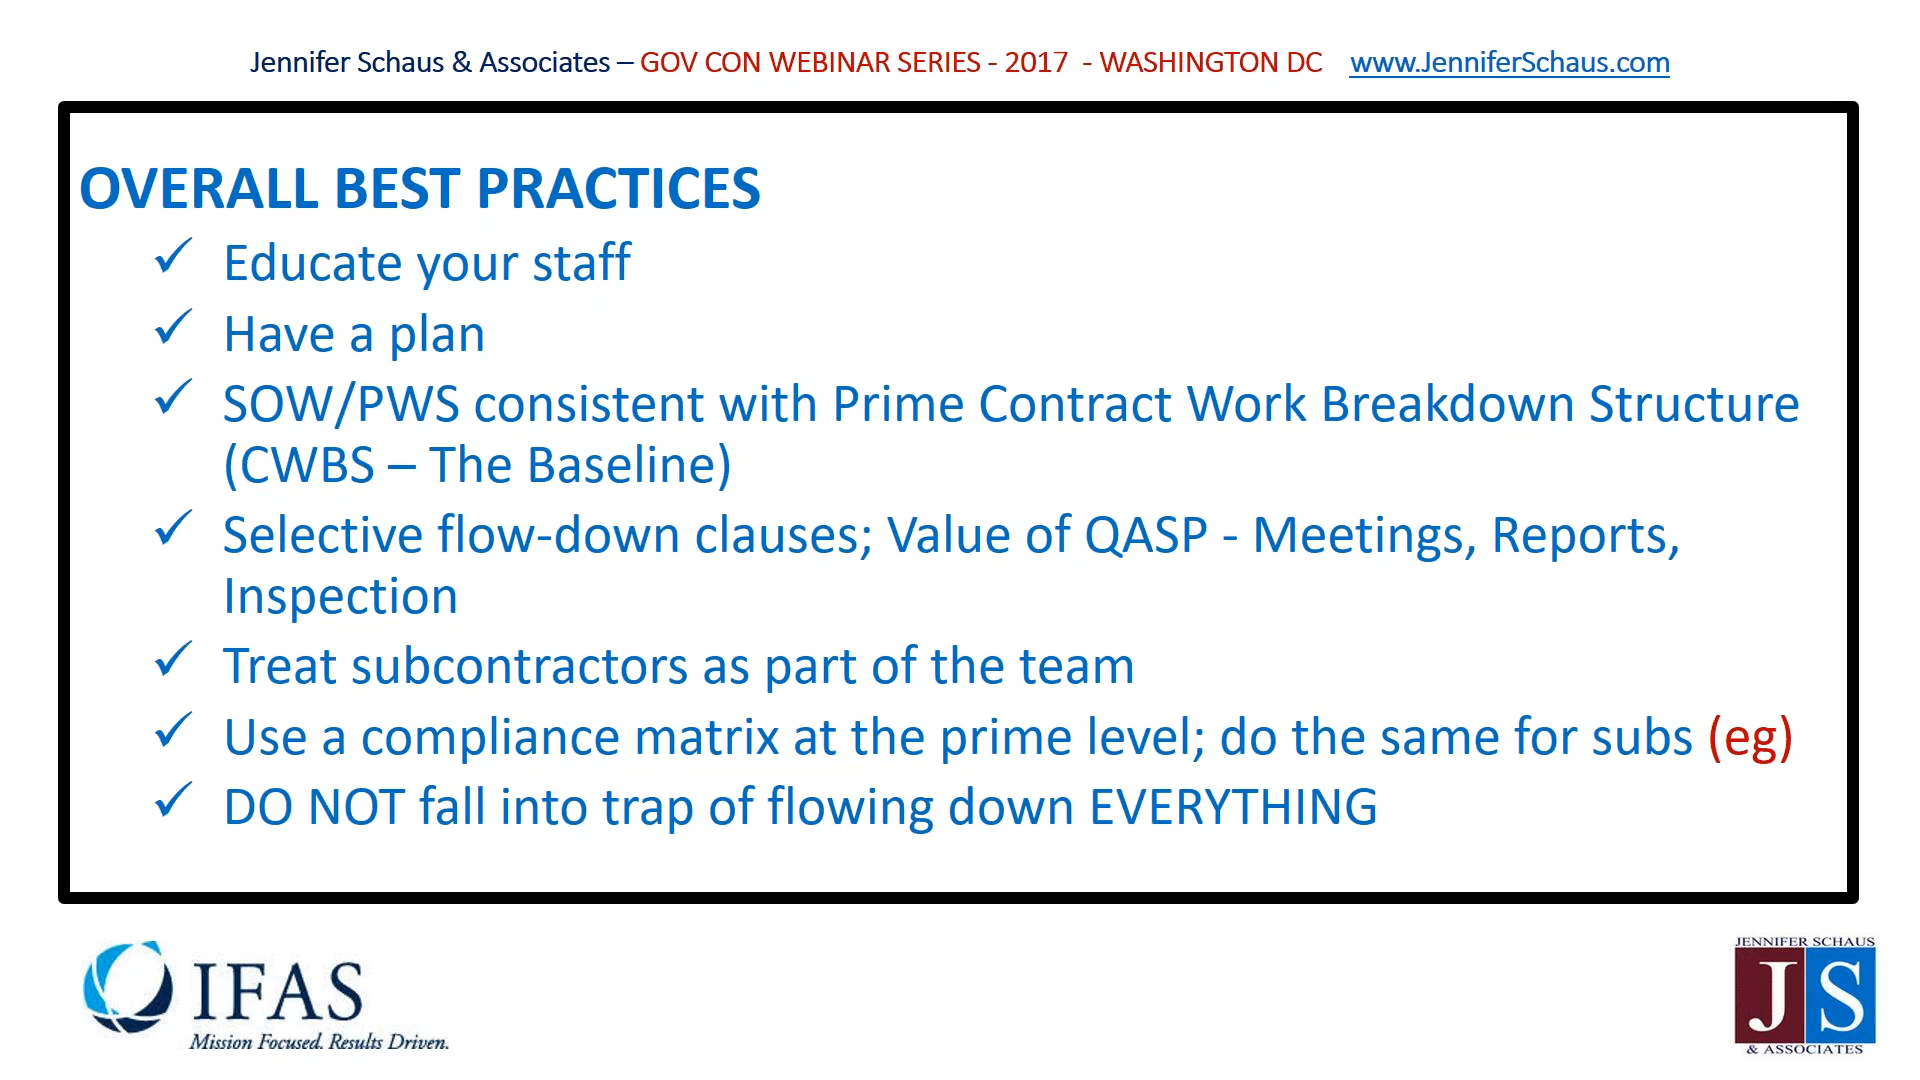 Jennifer Schaus & Associates – GOV CON WEBINAR SERIES - 2017 - WASHINGTON DC www.JenniferSchaus.com
OVERALL BEST PRACTICES
✓ Educate your staff
✓ Have a plan
✓ SOW/PWS consistent with Prime Contract Work Breakdown Structure
(CWBS – The Baseline)
✓ Selective flow-down clauses; Value of QASP - Meetings, Reports,
Inspection
✓ Treat subcontractors as part of the team
✓ Use a compliance matrix at the prime level; do the same for subs (eg)
✓ DO NOT fall into trap of flowing down EVERYTHING
IFAS
Mission Focused. Results Driven.
JENNIFER SCHAUS
JS
& ASSOCIATES